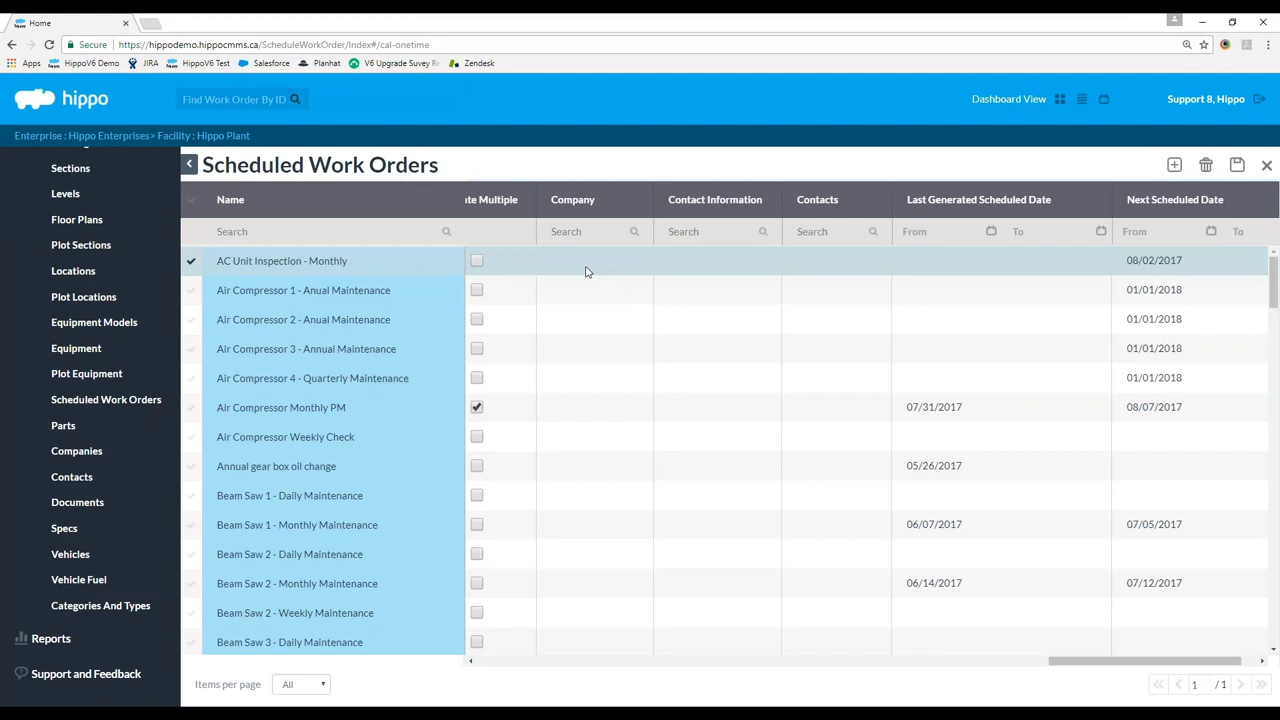 Home
Secure https://hippodemo.hippocmms.ca/ScheduleWorkOrder/Index#/cal-onetime
Apps HippoV6 Demo JIRA HippoV6 Test Salesforce Planhat V6 Upgrade Suvey Re Zendesk
hippo Find Work Order By ID Dashboard View Support 8, Hippo
Enterprise : Hippo Enterprises> Facility : Hippo Plant
Sections
Levels
Floor Plans
Plot Sections
Locations
Plot Locations
Equipment Models
Equipment
Plot Equipment
Scheduled Work Orders
Parts
Companies
Contacts
Documents
Specs
Vehicles
Vehicle Fuel
Categories And Types
Reports
Support and Feedback
Scheduled Work Orders
Name te Multiple Company Contact Information Contacts Last Generated Scheduled Date Next Scheduled Date
Search Search Search Search From To From To
AC Unit Inspection - Monthly 08/02/2017
Air Compressor 1 - Anual Maintenance 01/01/2018
Air Compressor 2 - Anual Maintenance 01/01/2018
Air Compressor 3 - Annual Maintenance 01/01/2018
Air Compressor 4 - Quarterly Maintenance 01/01/2018
Air Compressor Monthly PM 07/31/2017 08/07/2017
Air Compressor Weekly Check
Annual gear box oil change 05/26/2017
Beam Saw 1 - Daily Maintenance
Beam Saw 1 - Monthly Maintenance 06/07/2017 07/05/2017
Beam Saw 2 - Daily Maintenance
Beam Saw 2 - Monthly Maintenance 06/14/2017 07/12/2017
Beam Saw 2 - Weekly Maintenance
Beam Saw 3 - Daily Maintenance
Items per page All 1 / 1